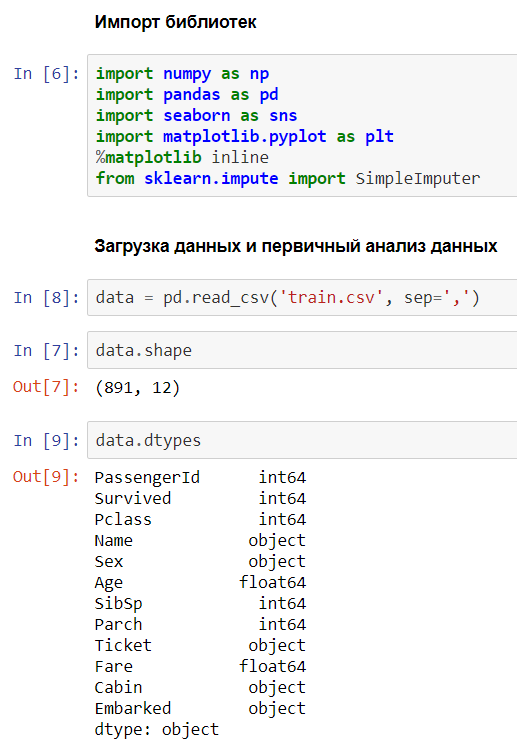 Импорт библиотек
In [6]: import numpy as np
import pandas as pd
import seaborn as sns
import matplotlib.pyplot as plt
%matplotlib inline
from sklearn.impute import SimpleImputer
Загрузка данных и первичный анализ данных
In [8]: data = pd.read_csv('train.csv', sep=',')
In [7]: data.shape
Out[7]: (891, 12)
In [9]: data.dtypes
Out[9]: PassengerId int64
Survived int64
Pclass int64
Name object
Sex object
Age float64
SibSp int64
Parch int64
Ticket object
Fare float64
Cabin object
Embarked object
dtype: object